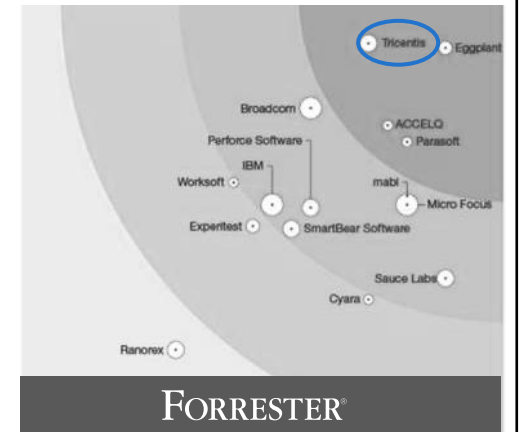 Tricentis
Eggplant
Broadcom
ACCELQ
Perforce Software
Parasoft
IBM
Worksoft
mabl
Micro Focus
Experitest
SmartBear Software
Sauce Labs
Cyara
Ranorex
FORRESTER®